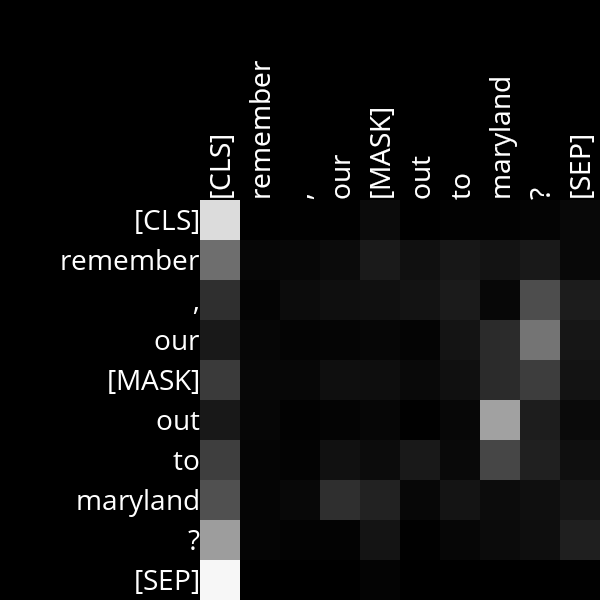 [CLS]
remember
,
our
[MASK]
out
to
maryland
?
[SEP]
[CLS]
remember
,
our
[MASK]
out
to
maryland
?
[SEP]